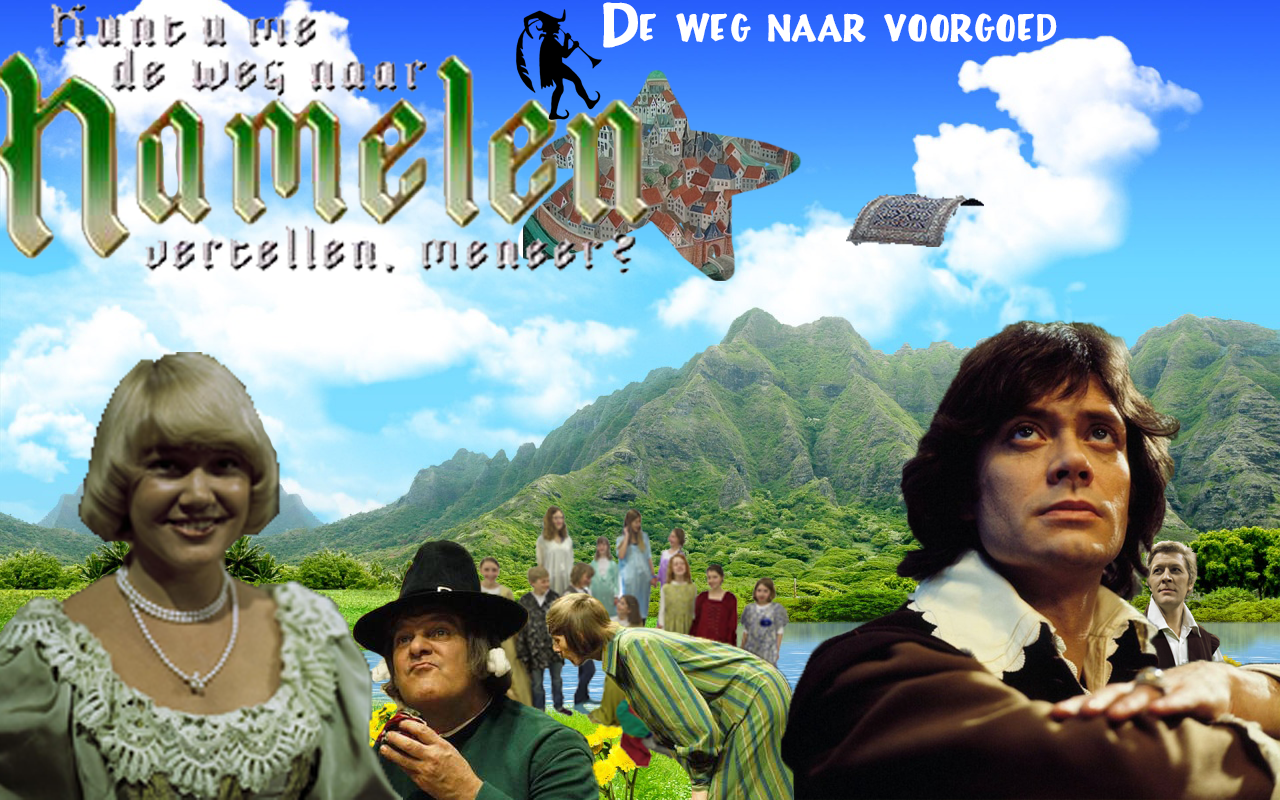 Kunt u me
de weg naar
Hamelen
vertellen, meneer?
De weg naar voorgoed